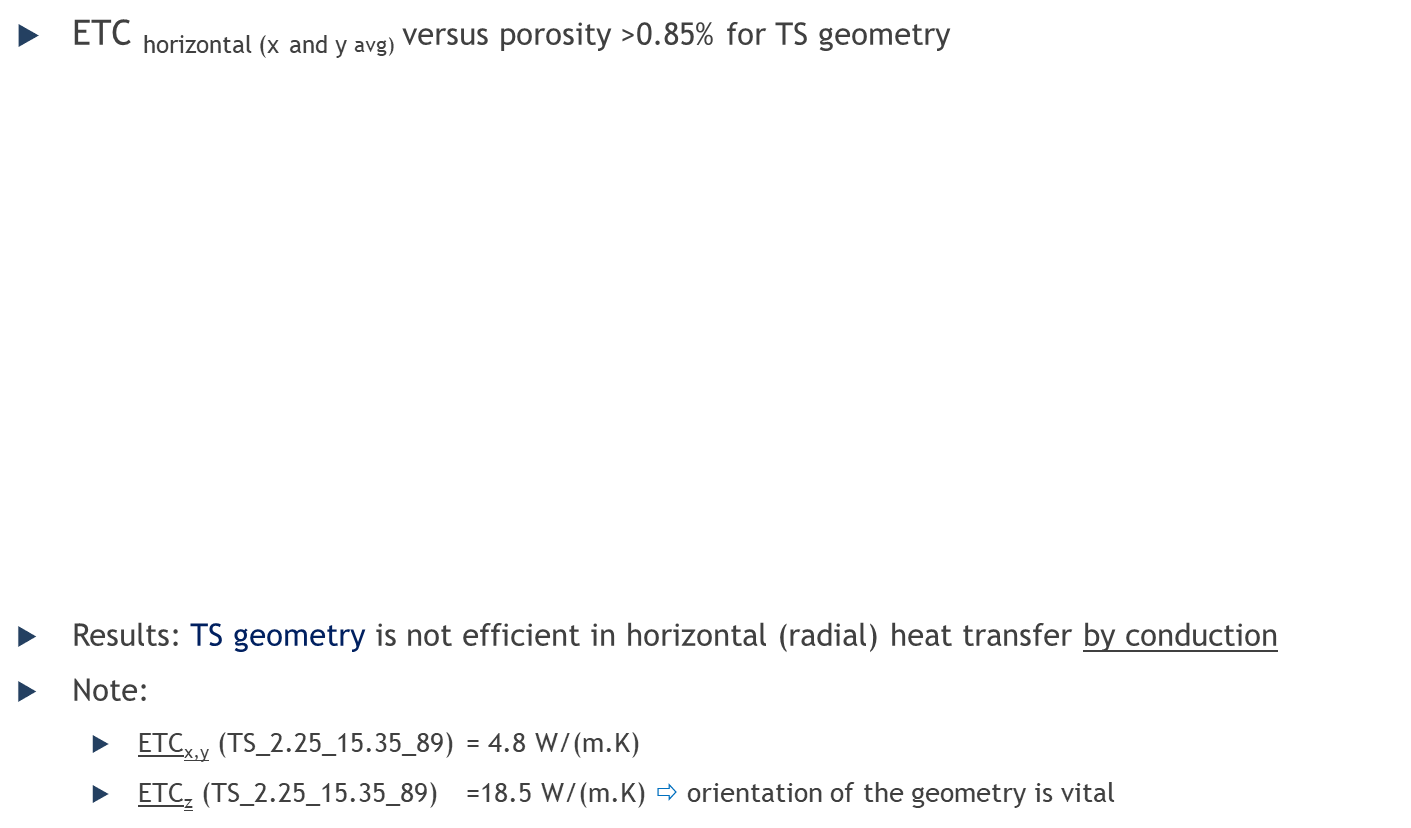 ETC horizontal (x and y avg) versus porosity >0.85% for TS geometry
Results: TS geometry is not efficient in horizontal (radial) heat transfer by conduction
Note:
ETCx,y (TS_2.25_15.35_89) = 4.8 W/(m.K)
ETCz (TS_2.25_15.35_89) =18.5 W/(m.K) ⇨ orientation of the geometry is vital